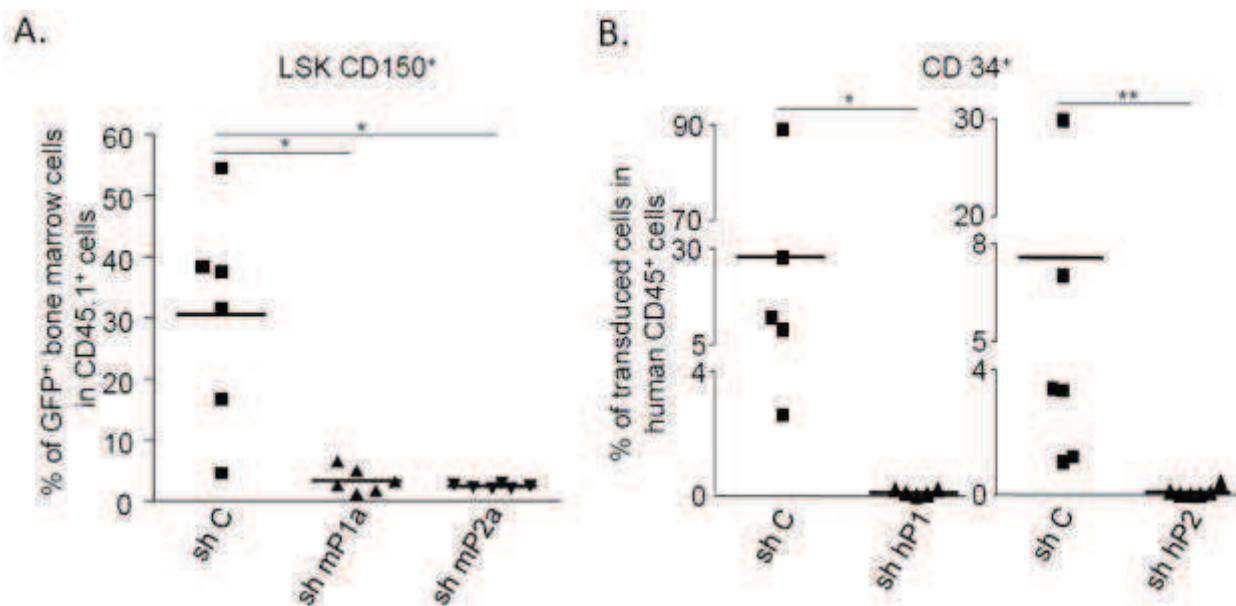 A.
LSK CD150+
*
*
% of GFP+ bone marrow cells
in CD45.1+ cells
60
50
40
30
20
10
0
sh C
sh mP1a
sh mP2a
B.
CD 34+
*
**
% of transduced cells in
human CD45+ cells
90
70
30
5
4
0
sh C
sh hP1
30
20
8
5
4
0
sh C
sh hP2